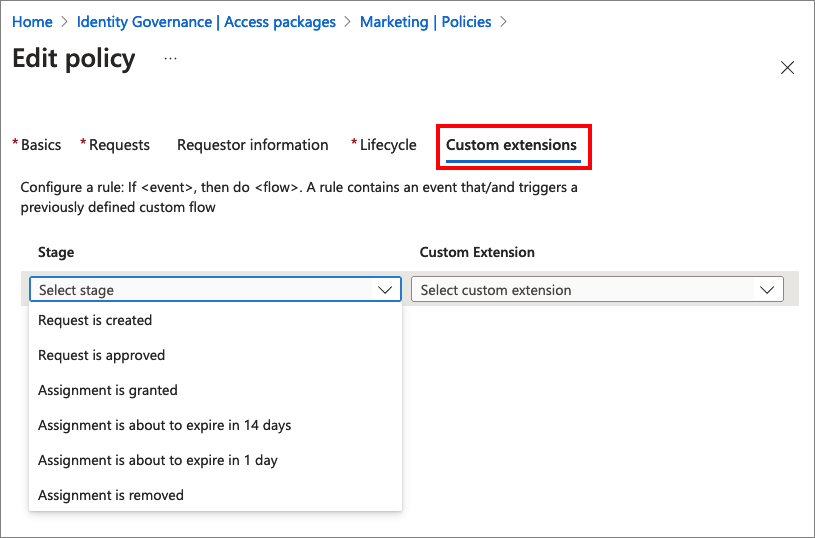 Home > Identity Governance | Access packages > Marketing | Policies >
Edit policy ...
* Basics * Requests Requestor information * Lifecycle Custom extensions
Configure a rule: If <event>, then do <flow>. A rule contains an event that/and triggers a
previously defined custom flow
Stage Custom Extension
Select stage Select custom extension
Request is created
Request is approved
Assignment is granted
Assignment is about to expire in 14 days
Assignment is about to expire in 1 day
Assignment is removed